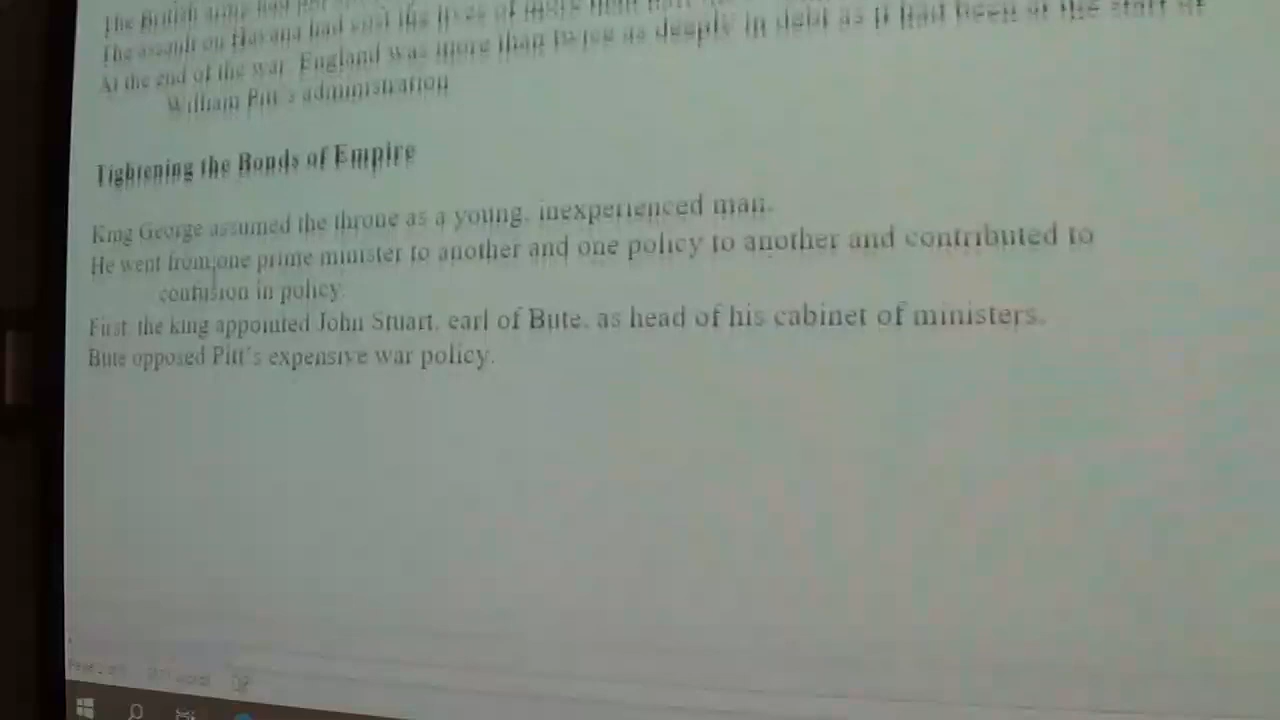 The British army had not
The assault on Havana had cost the lives of more than half
At the end of the war England was more than twice as deeply in debt as it had been at the start of
William Pitt's administration
Tightening the Bonds of Empire
King George assumed the throne as a young, inexperienced man.
He went from one prime minister to another and one policy to another and contributed to
confusion in policy.
First, the king appointed John Stuart, earl of Bute, as head of his cabinet of ministers.
Bute opposed Pitt's expensive war policy.